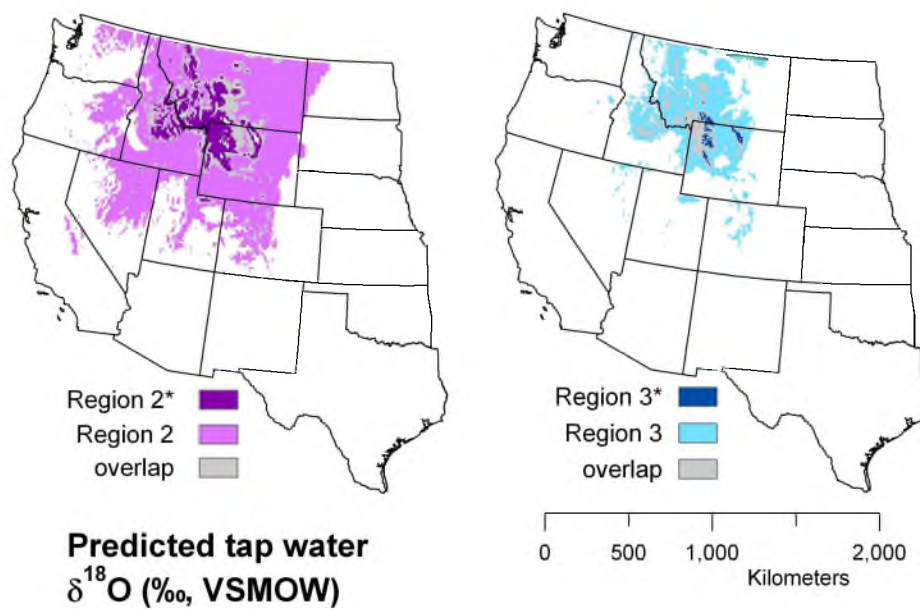 Region 2*
Region 2
overlap
Region 3*
Region 3
overlap
Predicted tap water
δ¹⁸O (‰, VSMOW)
0 500 1,000 2,000
Kilometers